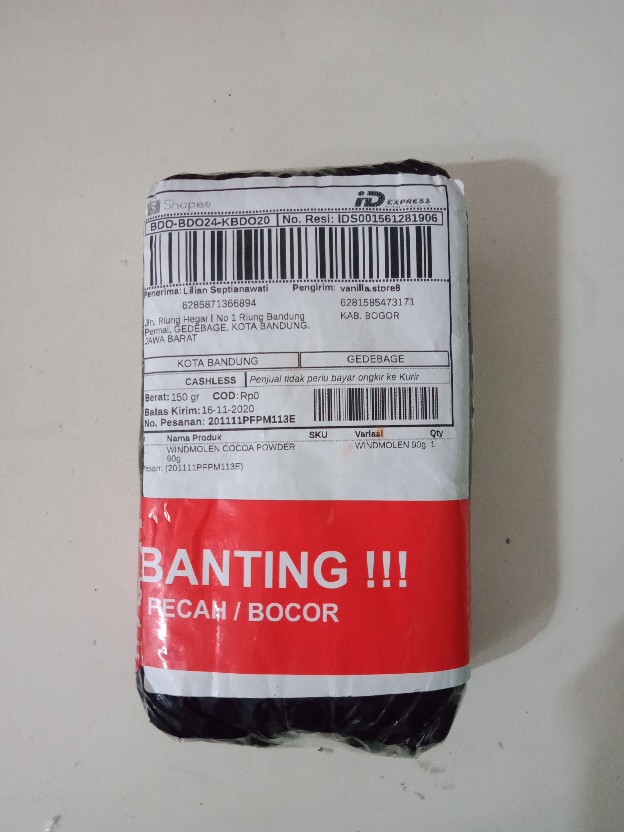 S Shopee
iD EXPRESS
BDO-BDO24-KBDO20 No. Resi: IDS001561281906
Penerima: Lilian Septianawati Pengirim: vanilla.store8
6285871366894 6281585473171
Jln. Riung Hegar I No 1 Riung Bandung KAB. BOGOR
Permai, GEDEBAGE, KOTA BANDUNG,
JAWA BARAT
KOTA BANDUNG GEDEBAGE
CASHLESS Penjual tidak perlu bayar ongkir ke Kurir
Berat: 150 gr COD: Rp0
Batas Kirim: 16-11-2020
No. Pesanan: 201111PFPM113E
# Nama Produk SKU Variasi Qty
WINDMOLEN COCOA POWDER WINDMOLEN 90g 1
90g
Pesan: (201111PFPM113E)
BANTING !!!
PECAH / BOCOR